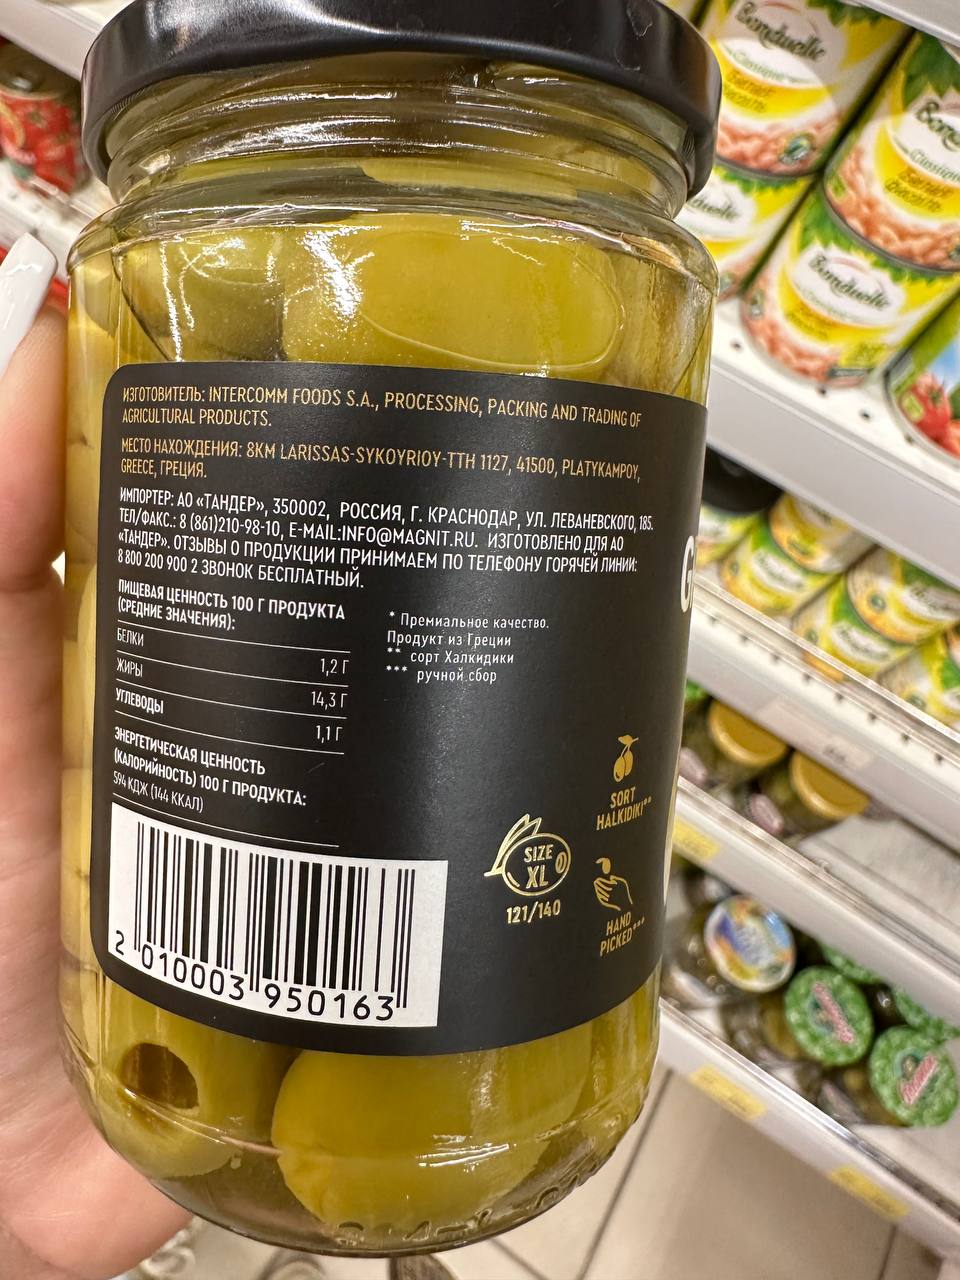 ИЗГОТОВИТЕЛЬ: INTERCOMM FOODS S.A., PROCESSING, PACKING AND TRADING OF
AGRICULTURAL PRODUCTS.
МЕСТО НАХОЖДЕНИЯ: 8KM LARISSAS-SYKOYRIOY-TTH 1127, 41500, PLATYKAMPOY,
GREECE, ГРЕЦИЯ.
ИМПОРТЕР: АО «ТАНДЕР», 350002, РОССИЯ, Г. КРАСНОДАР, УЛ. ЛЕВАНЕВСКОГО, 185.
ТЕЛ/ФАКС.: 8 (861)210-98-10, E-MAIL:INFO@MAGNIT.RU. ИЗГОТОВЛЕНО ДЛЯ АО
«ТАНДЕР». ОТЗЫВЫ О ПРОДУКЦИИ ПРИНИМАЕМ ПО ТЕЛЕФОНУ ГОРЯЧЕЙ ЛИНИИ:
8 800 200 900 2 ЗВОНОК БЕСПЛАТНЫЙ.
ПИЩЕВАЯ ЦЕННОСТЬ 100 Г ПРОДУКТА
(СРЕДНИЕ ЗНАЧЕНИЯ):
БЕЛКИ 1,2 Г
ЖИРЫ 14,3 Г
УГЛЕВОДЫ 1,1 Г
ЭНЕРГЕТИЧЕСКАЯ ЦЕННОСТЬ
(КАЛОРИЙНОСТЬ) 100 Г ПРОДУКТА:
594 КДЖ (144 ККАЛ)
* Премиальное качество.
Продукт из Греции
** сорт Халкидики
*** ручной сбор
SORT
HALKIDIKI**
SIZE
XL
121/140
HAND
PICKED***
2 010003 950163
Bonduelle
Classique
Bonduelle